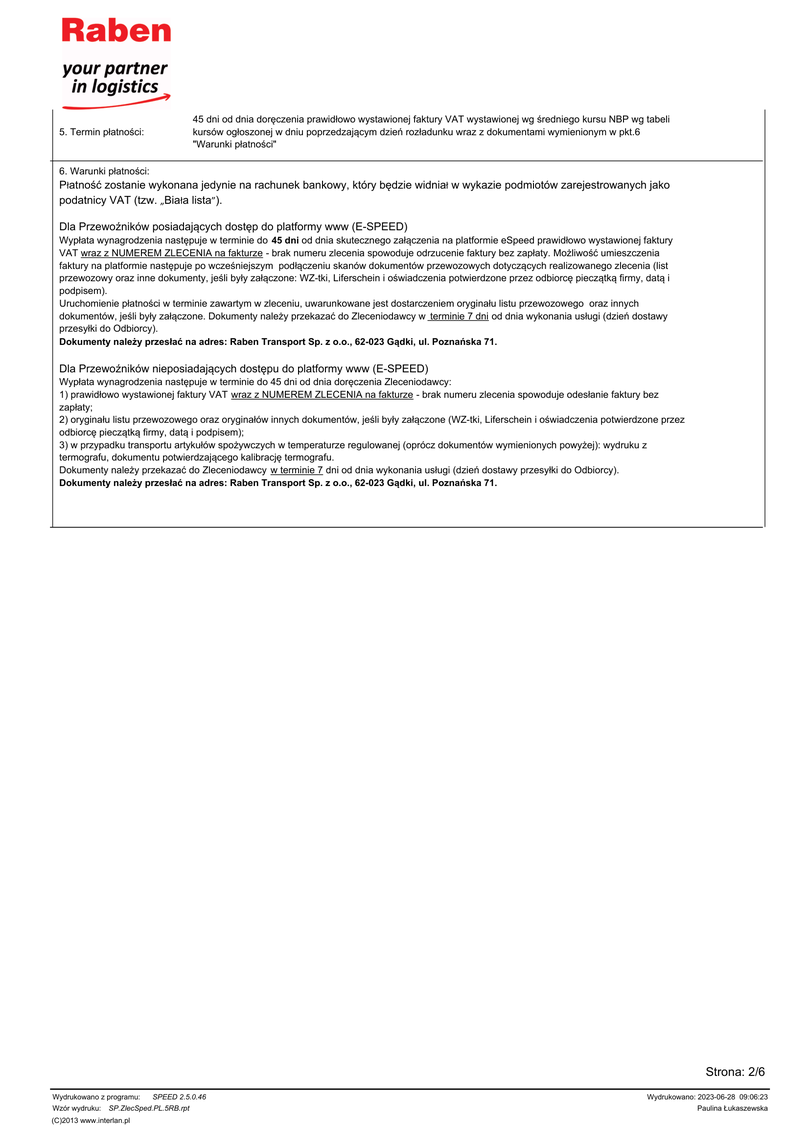 Raben
your partner
in logistics
45 dni od dnia doręczenia prawidłowo wystawionej faktury VAT wystawionej wg średniego kursu NBP wg tabeli
5. Termin płatności:
kursów ogłoszonej w dniu poprzedzającym dzień rozładunku wraz z dokumentami wymienionym w pkt.6
"Warunki płatności"
6. Warunki płatności:
Płatność zostanie wykonana jedynie na rachunek bankowy, który będzie widniał w wykazie podmiotów zarejestrowanych jako
podatnicy VAT (tzw. „Biała lista”).
Dla Przewoźników posiadających dostęp do platformy www (E-SPEED)
Wypłata wynagrodzenia następuje w terminie do 45 dni od dnia skutecznego załączenia na platformie eSpeed prawidłowo wystawionej faktury
VAT wraz z NUMEREM ZLECENIA na fakturze - brak numeru zlecenia spowoduje odrzucenie faktury bez zapłaty. Możliwość umieszczenia
faktury na platformie następuje po wcześniejszym podłączeniu skanów dokumentów przewozowych dotyczących realizowanego zlecenia (list
przewozowy oraz inne dokumenty, jeśli były załączone: WZ-tki, Liferschein i oświadczenia potwierdzone przez odbiorcę pieczątką firmy, datą i
podpisem).
Uruchomienie płatności w terminie zawartym w zleceniu, uwarunkowane jest dostarczeniem oryginału listu przewozowego oraz innych
dokumentów, jeśli były załączone. Dokumenty należy przekazać do Zleceniodawcy w terminie 7 dni od dnia wykonania usługi (dzień dostawy
przesyłki do Odbiorcy).
Dokumenty należy przesłać na adres: Raben Transport Sp. z o.o., 62-023 Gądki, ul. Poznańska 71.
Dla Przewoźników nieposiadających dostępu do platformy www (E-SPEED)
Wypłata wynagrodzenia następuje w terminie do 45 dni od dnia doręczenia Zleceniodawcy:
1) prawidłowo wystawionej faktury VAT wraz z NUMEREM ZLECENIA na fakturze - brak numeru zlecenia spowoduje odesłanie faktury bez
zapłaty;
2) oryginału listu przewozowego oraz oryginałów innych dokumentów, jeśli były załączone (WZ-tki, Liferschein i oświadczenia potwierdzone przez
odbiorcę pieczątką firmy, datą i podpisem);
3) w przypadku transportu artykułów spożywczych w temperaturze regulowanej (oprócz dokumentów wymienionych powyżej): wydruku z
termografu, dokumentu potwierdzającego kalibrację termografu.
Dokumenty należy przekazać do Zleceniodawcy w terminie 7 dni od dnia wykonania usługi (dzień dostawy przesyłki do Odbiorcy).
Dokumenty należy przesłać na adres: Raben Transport Sp. z o.o., 62-023 Gądki, ul. Poznańska 71.
Strona: 2/6
Wydrukowano z programu: SPEED 2.5.0.46
Wydrukowano: 2023-06-28 09:06:23
Wzór wydruku: SP.ZlecSped.PL.5RB.rpt
Paulina Łukaszewska
(C)2013 www.interlan.pl